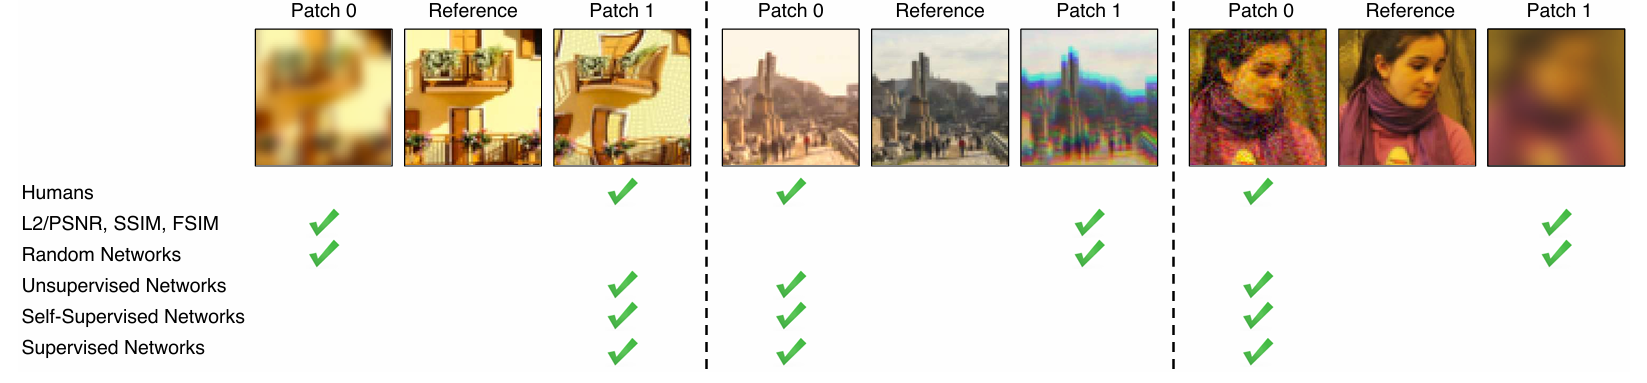 Patch 0 Reference Patch 1 Patch 0 Reference Patch 1 Patch 0 Reference Patch 1
Humans
L2/PSNR, SSIM, FSIM
Random Networks
Unsupervised Networks
Self-Supervised Networks
Supervised Networks